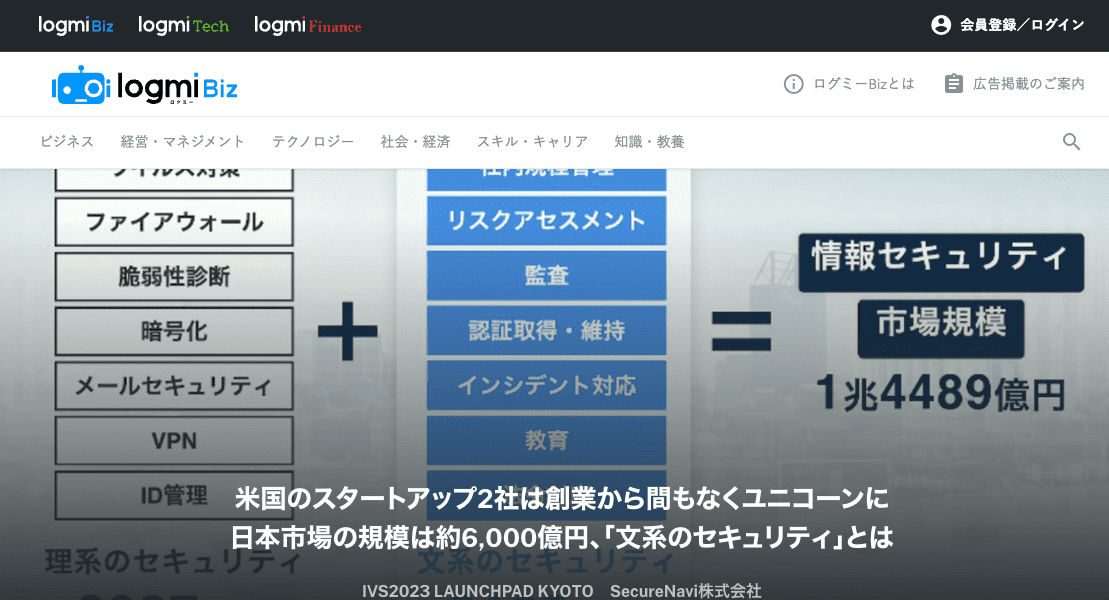 logmi Biz logmi Tech logmi Finance 会員登録／ログイン
logmi Biz ログミーBizとは 広告掲載のご案内
ログミー
ビジネス 経営・マネジメント テクノロジー 社会・経済 スキル・キャリア 知識・教養
ウイルス対策 社内規程管理
ファイアウォール リスクアセスメント
脆弱性診断 監査
暗号化 認証取得・維持
メールセキュリティ インシデント対応
VPN 教育
ID管理
+ =
情報セキュリティ
市場規模
1兆4489億円
理系のセキュリティ 文系のセキュリティ
米国のスタートアップ2社は創業から間もなくユニコーンに
日本市場の規模は約6,000億円、「文系のセキュリティ」とは
IVS2023 LAUNCHPAD KYOTO SecureNavi株式会社